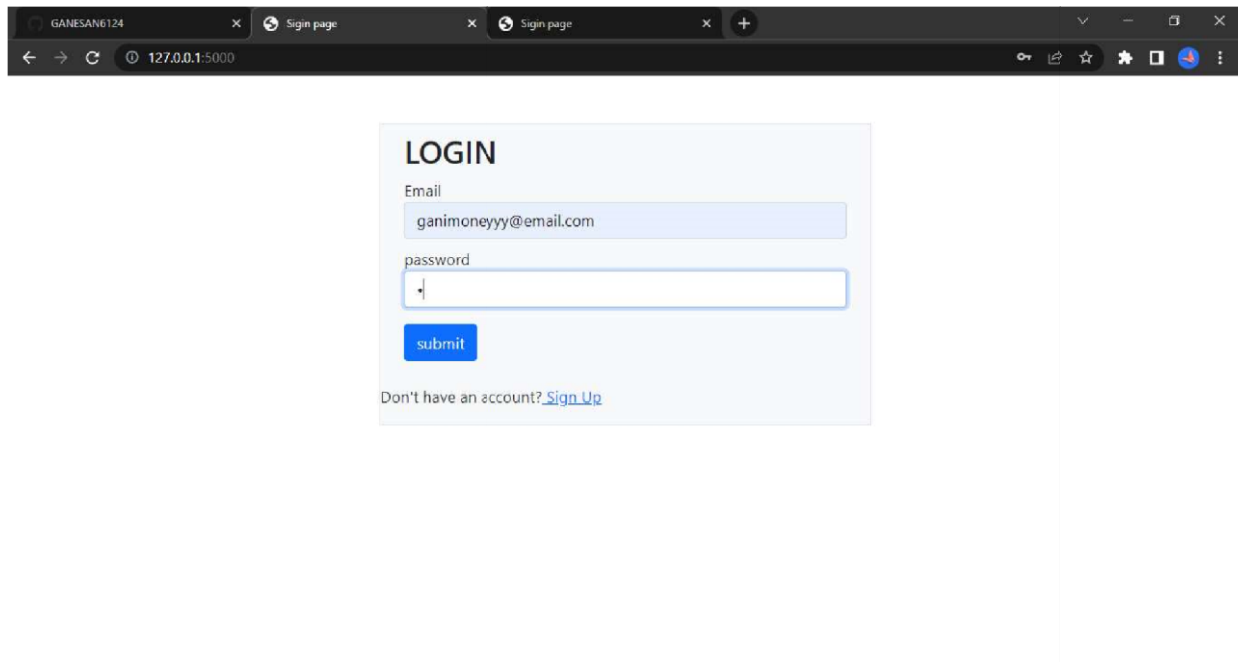 GANESAN6124 Sigin page Sigin page
127.0.0.1:5000
LOGIN
Email
ganimoneyyy@email.com
password
submit
Don't have an account? Sign Up